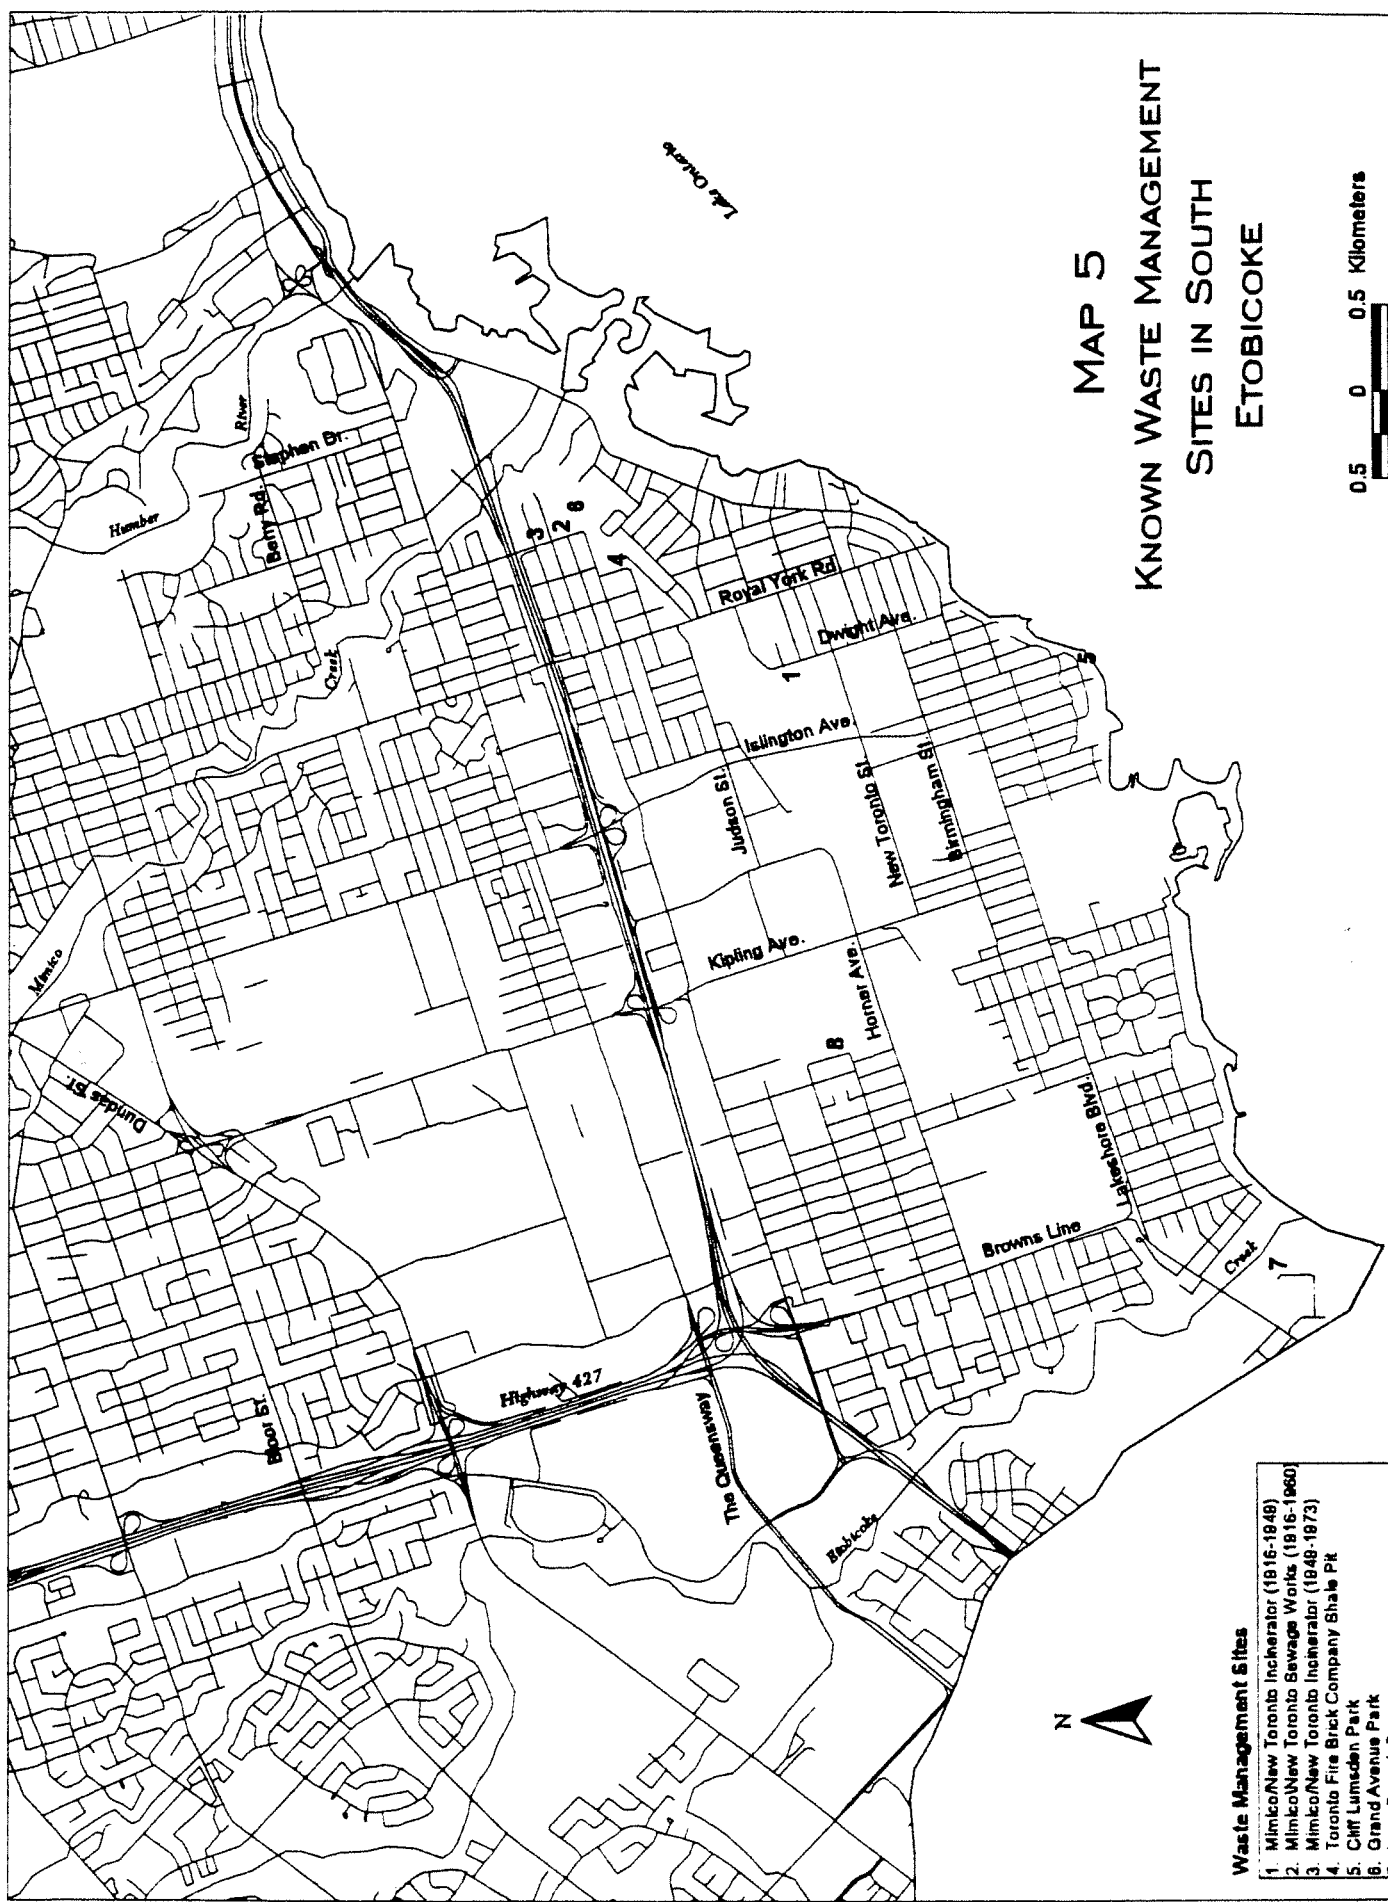 MAP 5
KNOWN WASTE MANAGEMENT
SITES IN SOUTH
ETOBICOKE
0.5 0 0.5 Kilometers
N
Lake Ontario
Humber
River
Stephen Dr.
Berry Rd.
Creek
Mimico
Dundas St.
Bloor St.
Highway 427
The Queensway
Etobicoke
Creek
Browns Line
Lakeshore Blvd.
Horner Ave.
Kipling Ave.
Judson St.
New Toronto St.
Birmingham St.
Islington Ave.
Dwight Ave.
Royal York Rd
3
2
6
4
1
5
8
7
Waste Management Sites
1. Mimico/New Toronto Incinerator (1916-1949)
2. Mimico\New Toronto Sewage Works (1916-1960)
3. Mimico/New Toronto Incinerator (1949-1973)
4. Toronto Fire Brick Company Shale Pit
5. Cliff Lumsden Park
6. Grand Avenue Park